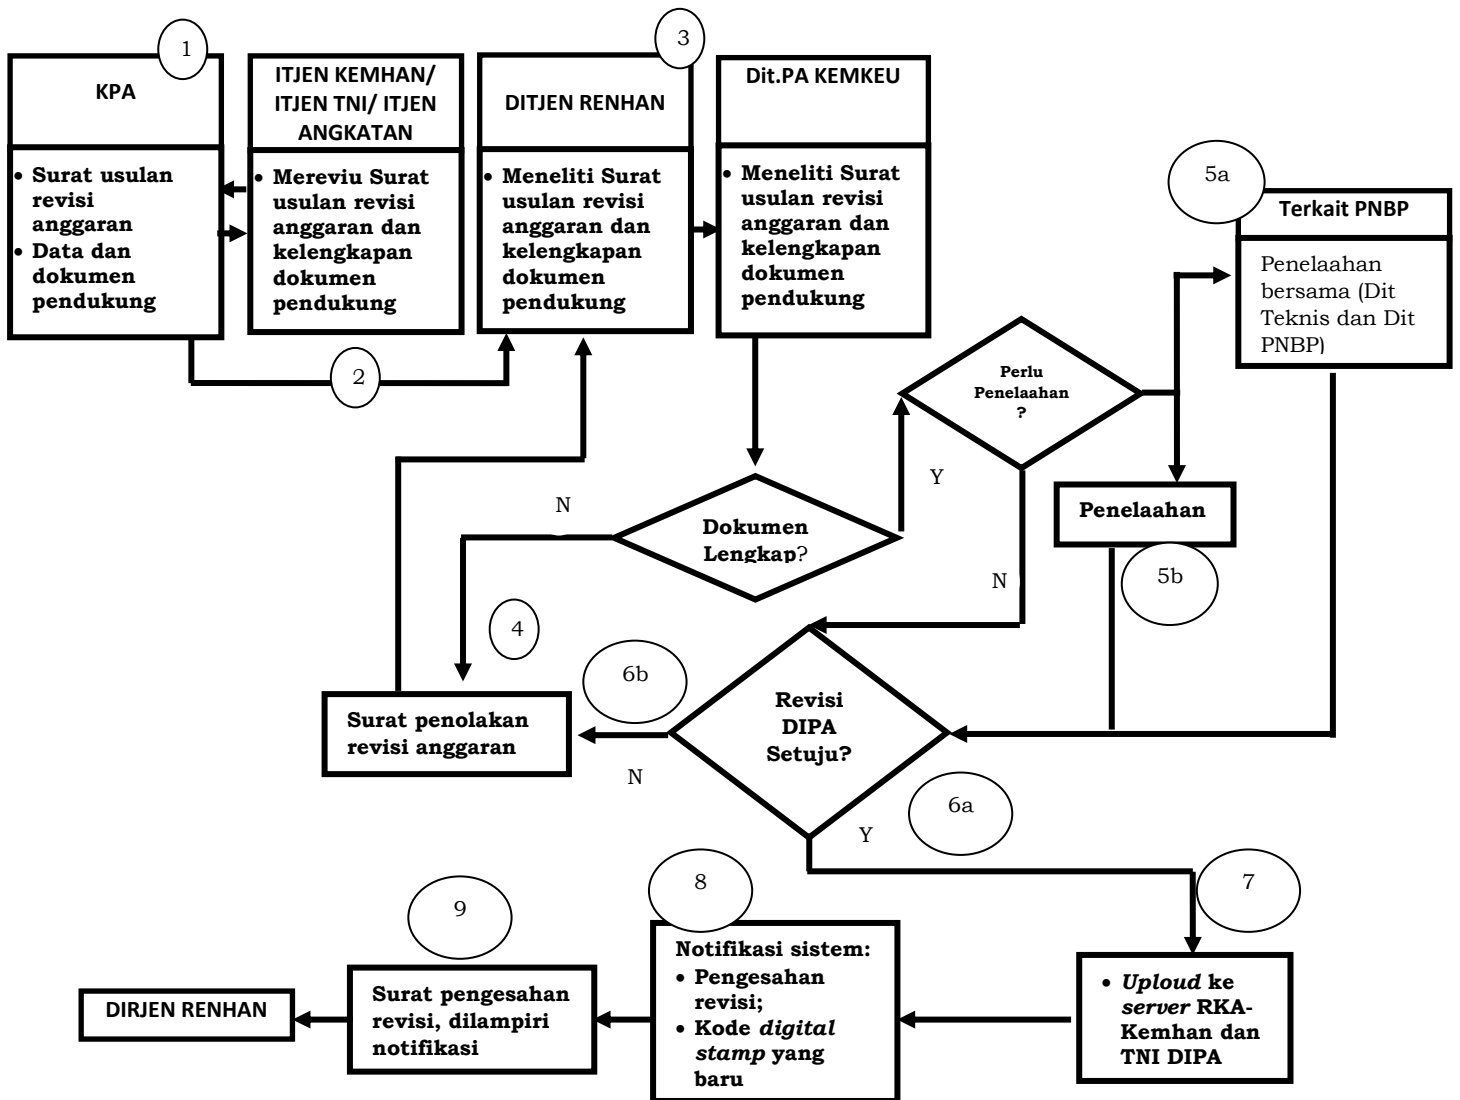 1
KPA
• Surat usulan
revisi
anggaran
• Data dan
dokumen
pendukung
ITJEN KEMHAN/
ITJEN TNI/ ITJEN
ANGKATAN
• Mereviu Surat
usulan revisi
anggaran dan
kelengkapan
dokumen
pendukung
2
3
DITJEN RENHAN
• Meneliti Surat
usulan revisi
anggaran dan
kelengkapan
dokumen
pendukung
Dit.PA KEMKEU
• Meneliti Surat
usulan revisi
anggaran dan
kelengkapan
dokumen
pendukung
5a
Terkait PNBP
Penelaahan
bersama (Dit
Teknis dan Dit
PNBP)
Perlu
Penelaahan
?
Y
N
Penelaahan
5b
Dokumen
Lengkap?
N
4
Surat penolakan
revisi anggaran
6b
Revisi
DIPA
Setuju?
N
6a
Y
7
• Uploud ke
server RKA-
Kemhan dan
TNI DIPA
8
Notifikasi sistem:
• Pengesahan
revisi;
• Kode digital
stamp yang
baru
9
Surat pengesahan
revisi, dilampiri
notifikasi
DIRJEN RENHAN